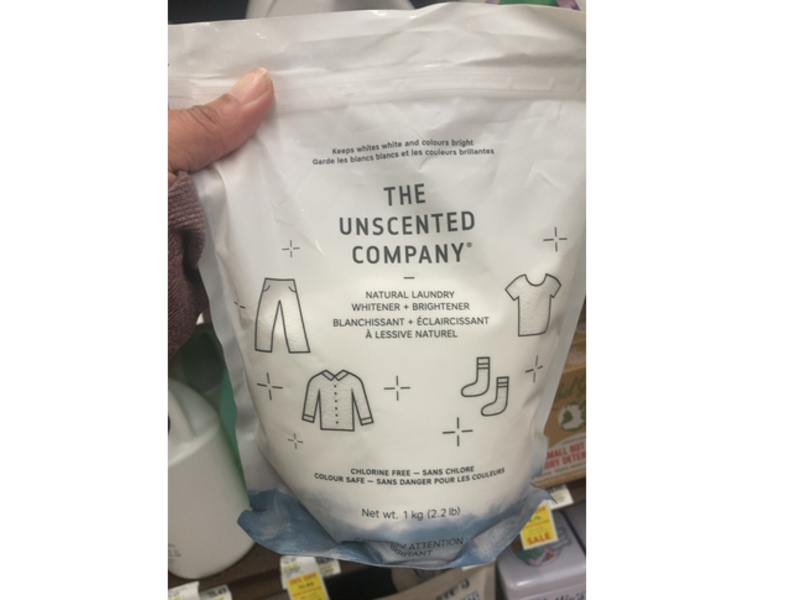 Keeps whites white and colours bright
Garde les blancs blancs et les couleurs brillantes
THE
UNSCENTED
COMPANY®
NATURAL LAUNDRY
WHITENER + BRIGHTENER
BLANCHISSANT + ÉCLAIRCISSANT
À LESSIVE NATUREL
CHLORINE FREE — SANS CHLORE
COLOUR SAFE — SANS DANGER POUR LES COULEURS
Net wt. 1 kg (2.2 lb)
ATTENTION
SALE